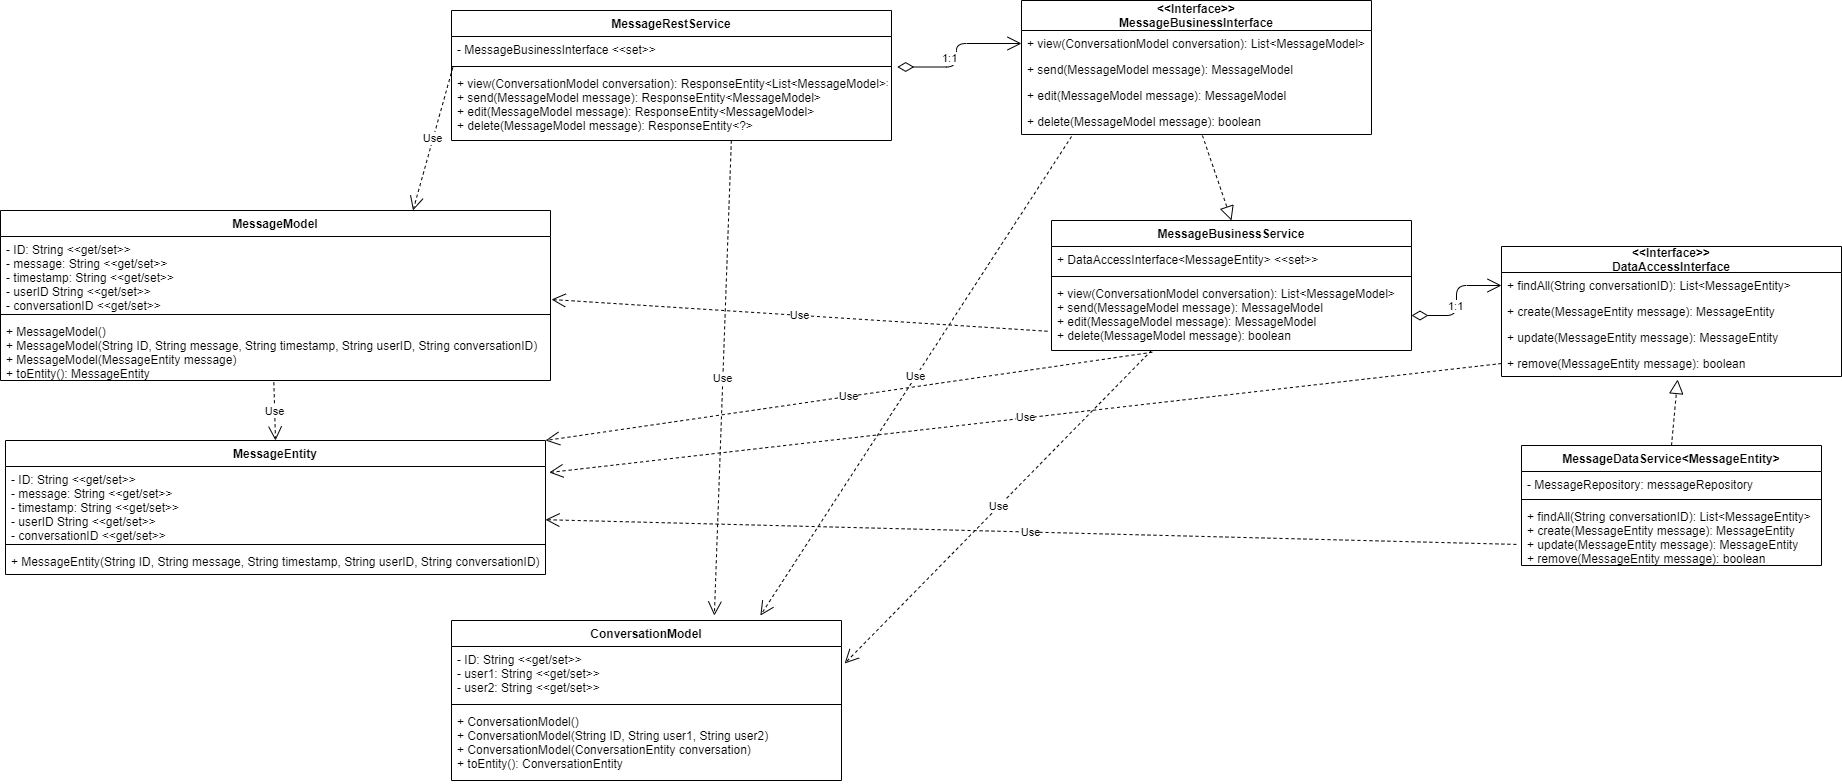 MessageRestService
- MessageBusinessInterface <<set>>
+ view(ConversationModel conversation): ResponseEntity<List<MessageModel>
+ send(MessageModel message): ResponseEntity<MessageModel>
+ edit(MessageModel message): ResponseEntity<MessageModel>
+ delete(MessageModel message): ResponseEntity<?>
1:1
<<Interface>>
MessageBusinessInterface
+ view(ConversationModel conversation): List<MessageModel>
+ send(MessageModel message): MessageModel
+ edit(MessageModel message): MessageModel
+ delete(MessageModel message): boolean
Use
MessageModel
- ID: String <<get/set>>
- message: String <<get/set>>
- timestamp: String <<get/set>>
- userID String <<get/set>>
- conversationID <<get/set>>
+ MessageModel()
+ MessageModel(String ID, String message, String timestamp, String userID, String conversationID)
+ MessageModel(MessageEntity message)
+ toEntity(): MessageEntity
MessageBusinessService
+ DataAccessInterface<MessageEntity> <<set>>
+ view(ConversationModel conversation): List<MessageModel>
+ send(MessageModel message): MessageModel
+ edit(MessageModel message): MessageModel
+ delete(MessageModel message): boolean
1:1
<<Interface>>
DataAccessInterface
+ findAll(String conversationID): List<MessageEntity>
+ create(MessageEntity message): MessageEntity
+ update(MessageEntity message): MessageEntity
+ remove(MessageEntity message): boolean
Use
Use
Use
Use
Use
Use
MessageEntity
- ID: String <<get/set>>
- message: String <<get/set>>
- timestamp: String <<get/set>>
- userID String <<get/set>>
- conversationID <<get/set>>
+ MessageEntity(String ID, String message, String timestamp, String userID, String conversationID)
Use
Use
MessageDataService<MessageEntity>
- MessageRepository: messageRepository
+ findAll(String conversationID): List<MessageEntity>
+ create(MessageEntity message): MessageEntity
+ update(MessageEntity message): MessageEntity
+ remove(MessageEntity message): boolean
ConversationModel
- ID: String <<get/set>>
- user1: String <<get/set>>
- user2: String <<get/set>>
+ ConversationModel()
+ ConversationModel(String ID, String user1, String user2)
+ ConversationModel(ConversationEntity conversation)
+ toEntity(): ConversationEntity